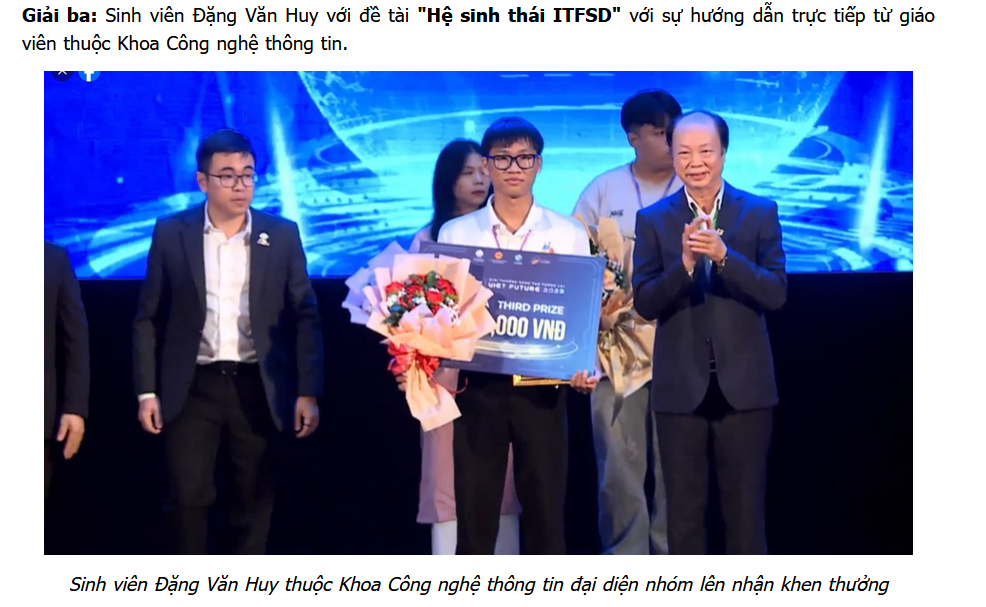 Giải ba: Sinh viên Đặng Văn Huy với đề tài "Hệ sinh thái ITFSD" với sự hướng dẫn trực tiếp từ giáo
viên thuộc Khoa Công nghệ thông tin.
VIET FUTURE 2023
THIRD PRIZE
,000 VNĐ
Sinh viên Đặng Văn Huy thuộc Khoa Công nghệ thông tin đại diện nhóm lên nhận khen thưởng